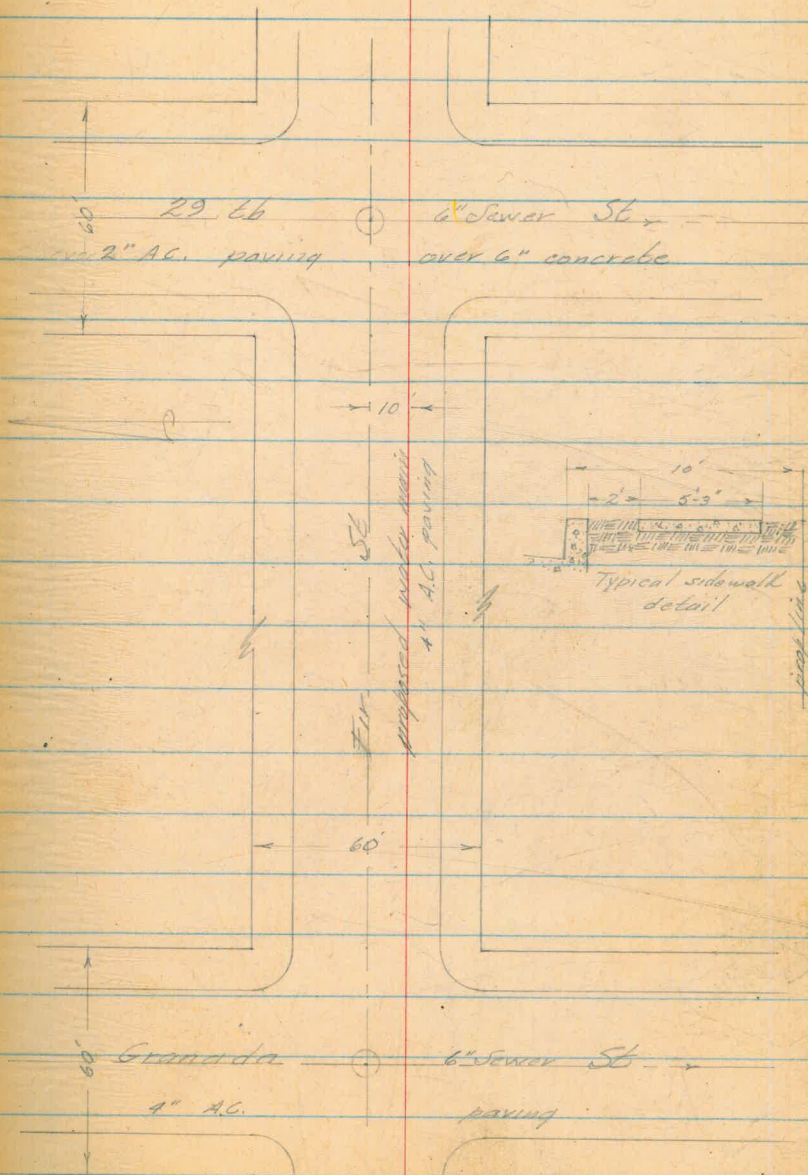 60'
29 th 6" Sewer St.
2" A.C. paving over 6" concrete
10'
10'
2' 5'-3"
Typical sidewalk
detail
prop line
Fir St
proposed water main
4" A.C. paving
60'
60'
Granada 6" Sewer St
4" A.C. paving